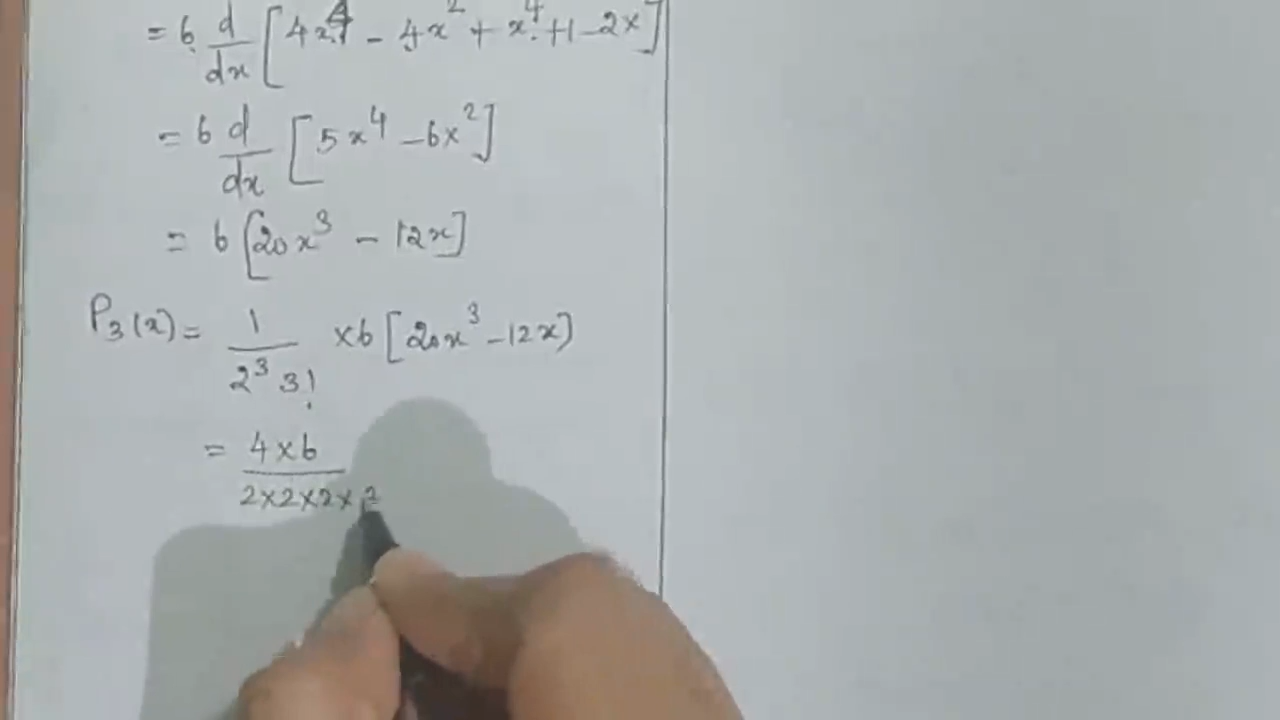 = 6 d/dx [4x⁴ - 4x² + x⁴ + 1 - 2x²]
= 6 d/dx [5x⁴ - 6x²]
= 6 [20x³ - 12x]
P₃(x) = 1/(2³ 3!) × 6 [20x³ - 12x]
= (4×6)/(2×2×2×3